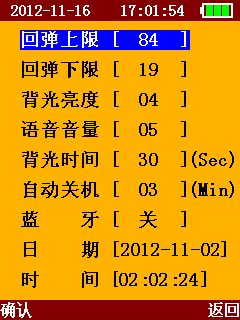 2012-11-16 17:01:54
回弹上限 [ 84 ]
回弹下限 [ 19 ]
背光亮度 [ 04 ]
语音音量 [ 05 ]
背光时间 [ 30 ](Sec)
自动关机 [ 03 ](Min)
蓝 牙 [ 关 ]
日 期 [2012-11-02]
时 间 [02:02:24]
确认 返回